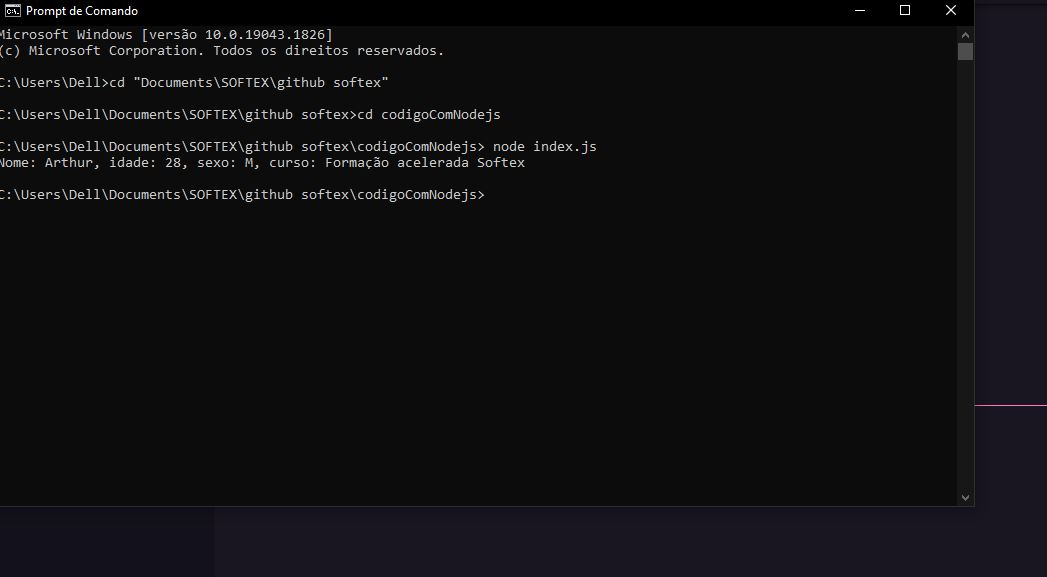 Prompt de Comando
Microsoft Windows [versão 10.0.19043.1826]
(c) Microsoft Corporation. Todos os direitos reservados.
C:\Users\Dell>cd "Documents\SOFTEX\github softex"
C:\Users\Dell\Documents\SOFTEX\github softex>cd codigoComNodejs
C:\Users\Dell\Documents\SOFTEX\github softex\codigoComNodejs> node index.js
Nome: Arthur, idade: 28, sexo: M, curso: Formação acelerada Softex
C:\Users\Dell\Documents\SOFTEX\github softex\codigoComNodejs>